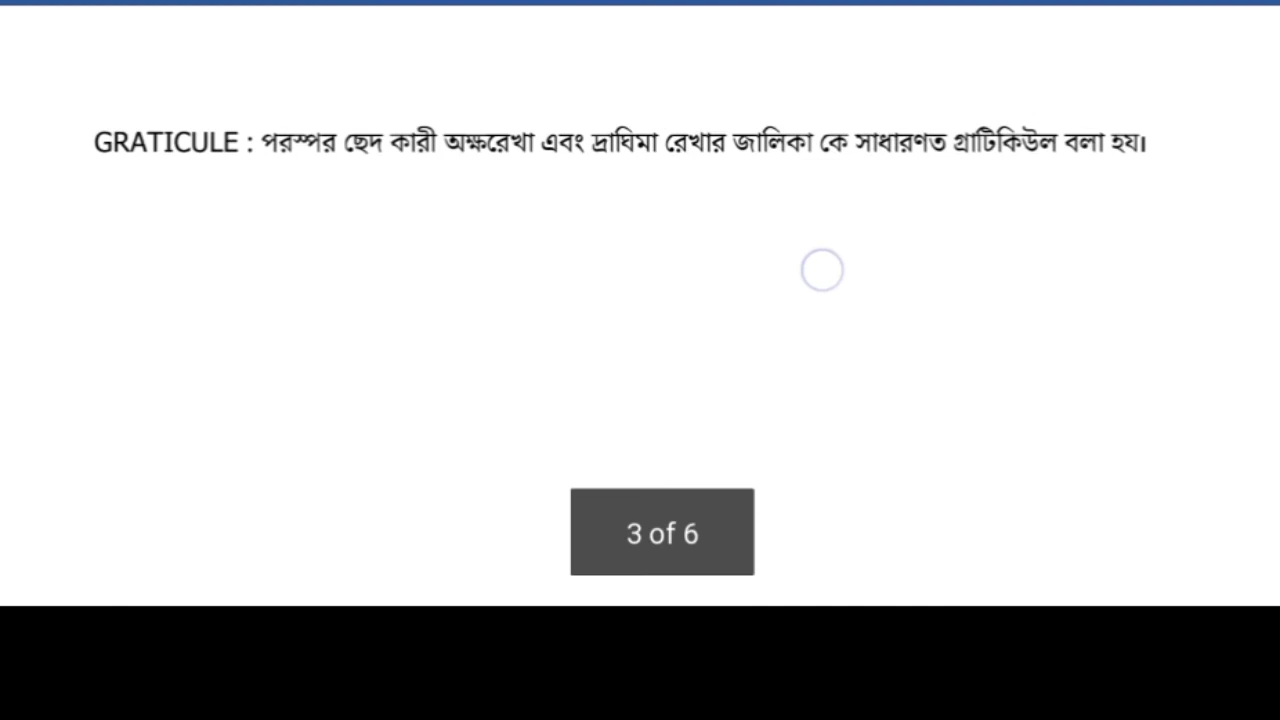 GRATICULE : পরস্পর ছেদ কারী অক্ষরেখা এবং দ্রাঘিমা রেখার জালিকা কে সাধারণত গ্রাটিকিউল বলা হয।
3 of 6